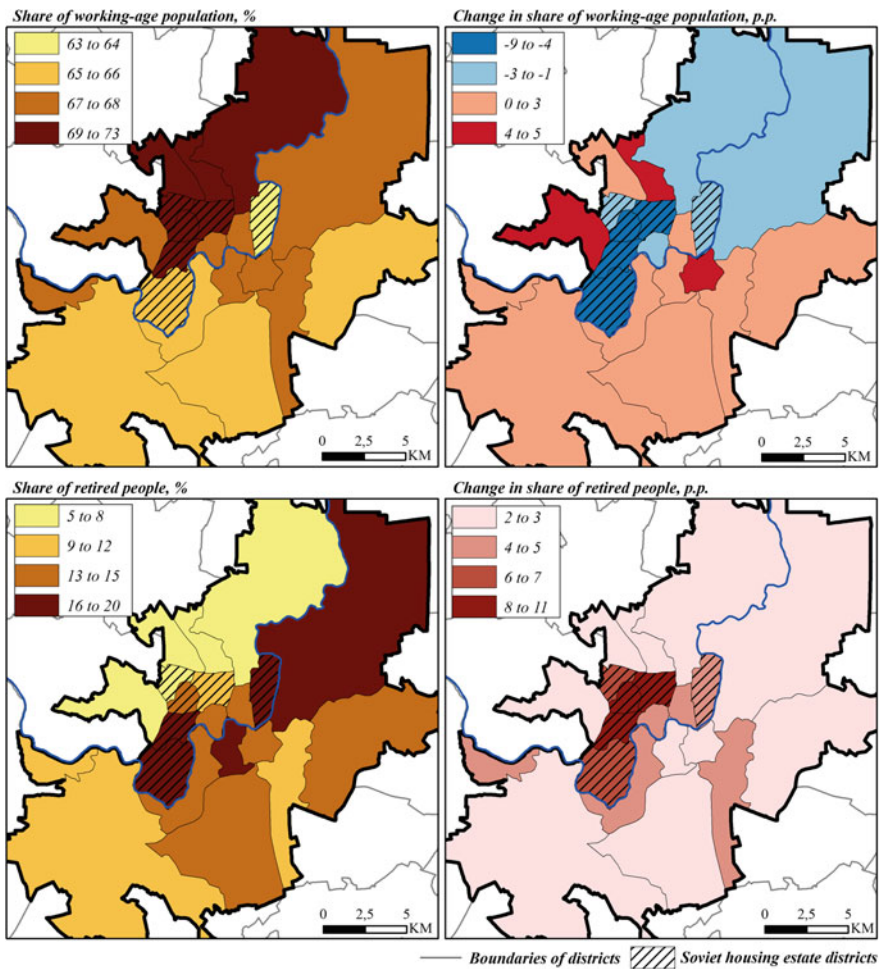 Share of working-age population, %
63 to 64
65 to 66
67 to 68
69 to 73
0 2,5 5
KM
Change in share of working-age population, p.p.
-9 to -4
-3 to -1
0 to 3
4 to 5
0 2,5 5
KM
Share of retired people, %
5 to 8
9 to 12
13 to 15
16 to 20
0 2,5 5
KM
Change in share of retired people, p.p.
2 to 3
4 to 5
6 to 7
8 to 11
0 2,5 5
KM
Boundaries of districts Soviet housing estate districts